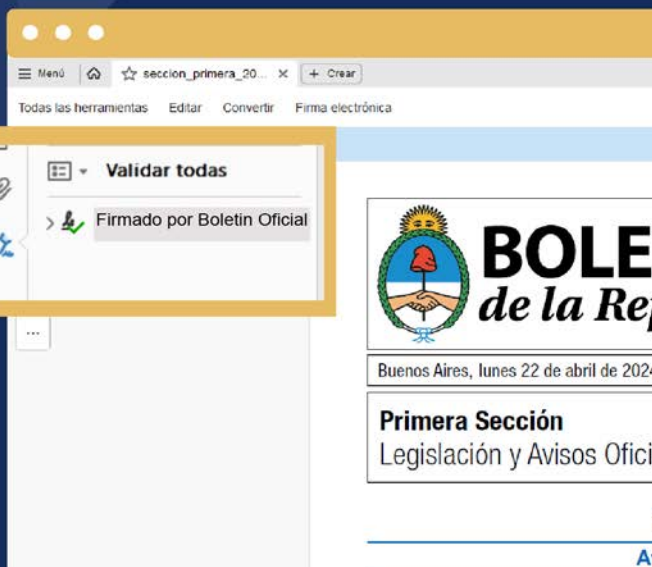 Menú seccion_primera_20... × + Crear
Todas las herramientas Editar Convertir Firma electrónica
Validar todas
Firmado por Boletin Oficial
...
BOLE
de la Re
Buenos Aires, lunes 22 de abril de 2024
Primera Sección
Legislación y Avisos Ofici